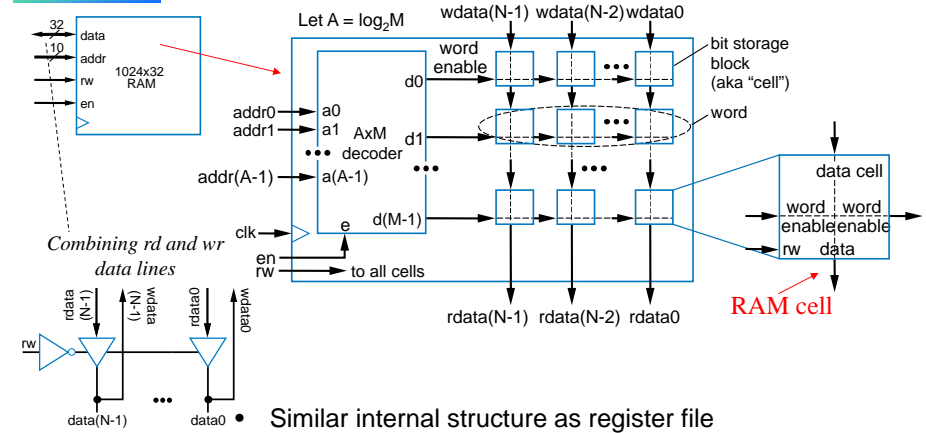 32
data
10
addr
rw
en
1024x32
RAM
Let A = log₂M
wdata(N-1) wdata(N-2) wdata0
word
enable
bit storage
block
(aka “cell”)
word
d0
d1
d(M-1)
addr0
addr1
addr(A-1)
a0
a1
a(A-1)
AxM
decoder
e
clk
en
rw
to all cells
rdata(N-1) rdata(N-2) rdata0
data cell
word word
enable enable
rw data
RAM cell
Combining rd and wr
data lines
rdata
(N-1)
wdata
(N-1)
rdata0
wdata0
rw
data(N-1)
data0
• Similar internal structure as register file